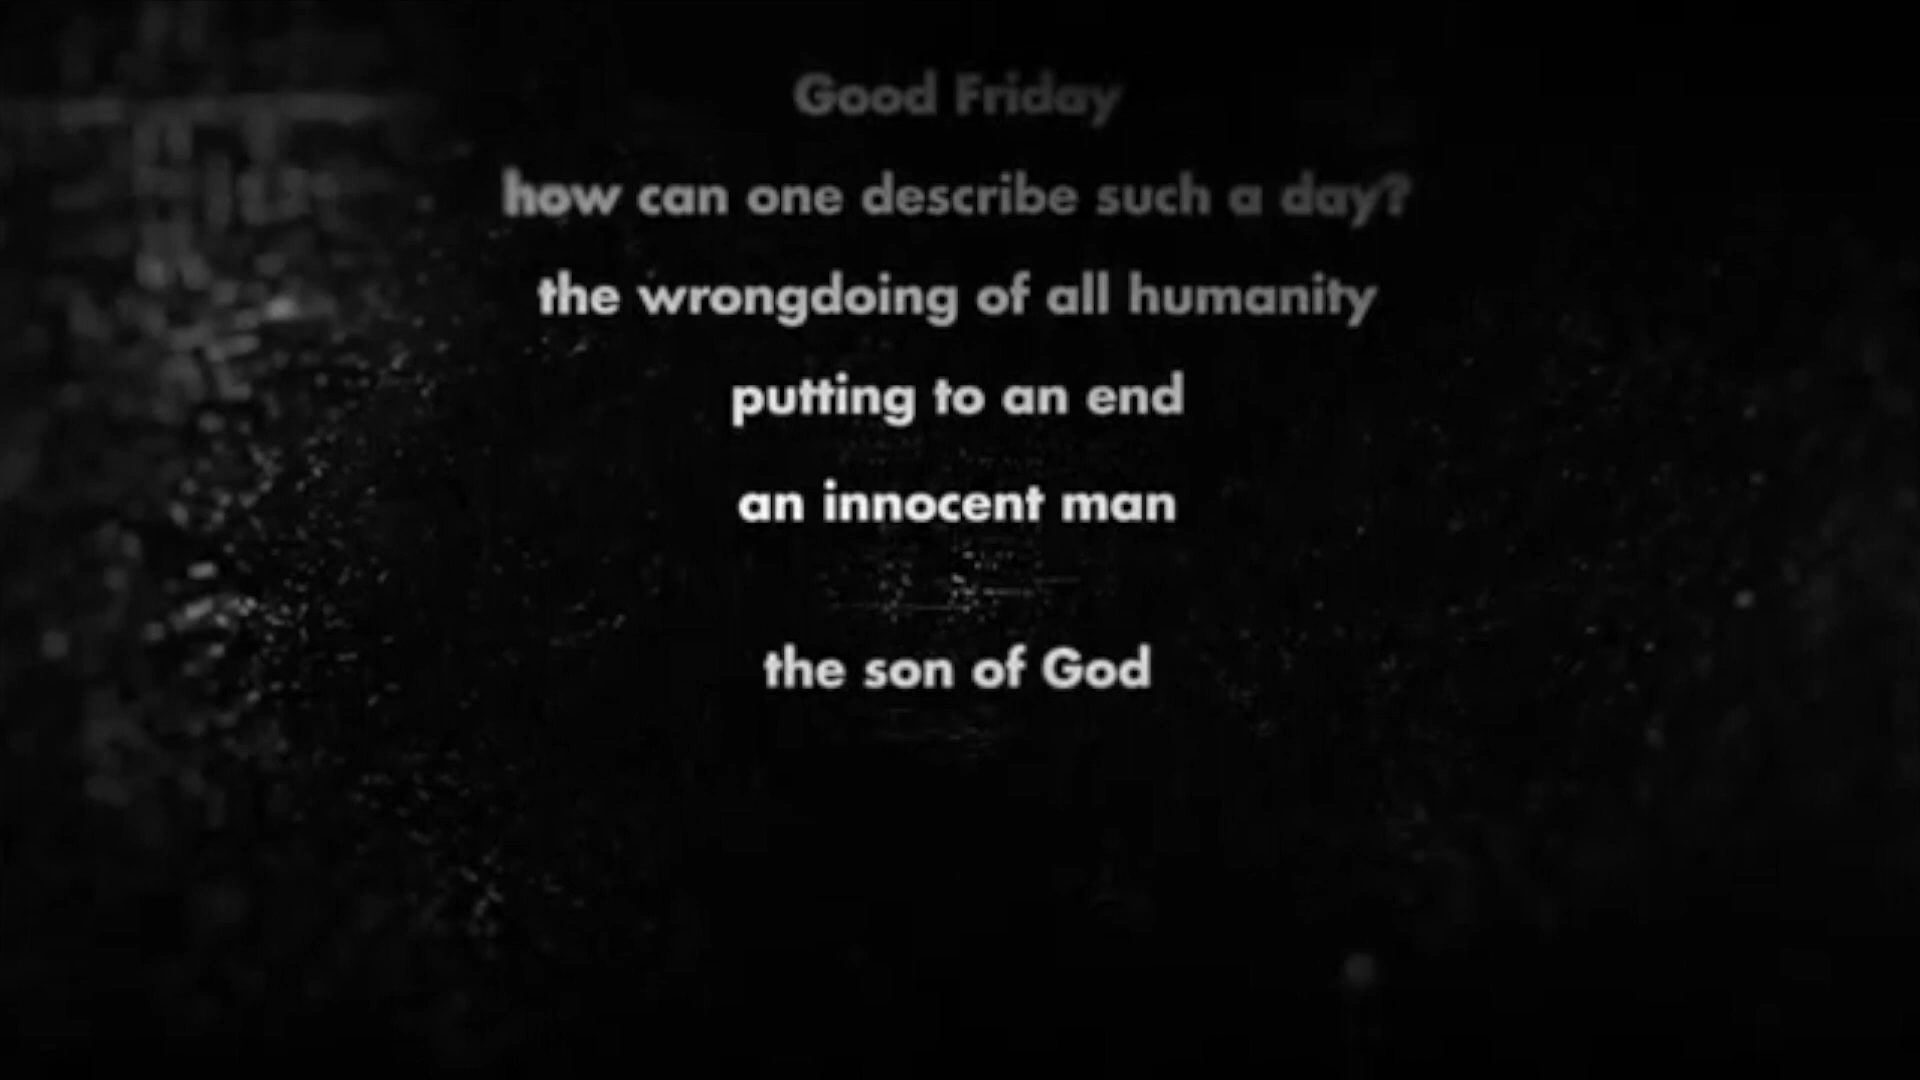 Good Friday
how can one describe such a day?
the wrongdoing of all humanity
putting to an end
an innocent man
the son of God